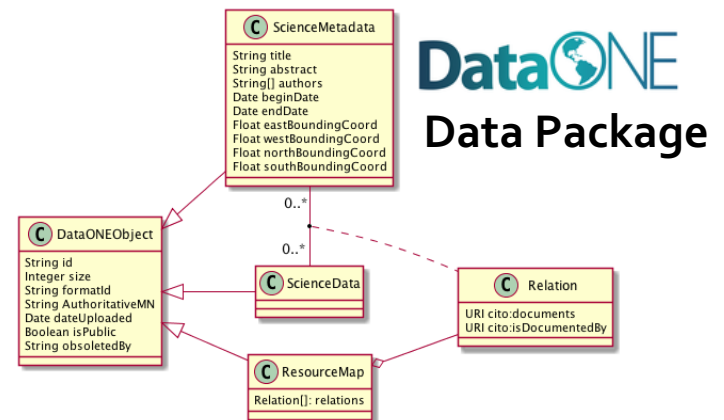 C ScienceMetadata
String title
String abstract
String[] authors
Date beginDate
Date endDate
Float eastBoundingCoord
Float westBoundingCoord
Float northBoundingCoord
Float southBoundingCoord
DataONE
Data Package
0..*
0..*
C DataONEObject
String id
Integer size
String formatId
String AuthoritativeMN
Date dateUploaded
Boolean isPublic
String obsoletedBy
C ScienceData
C Relation
URI cito:documents
URI cito:isDocumentedBy
C ResourceMap
Relation[]: relations